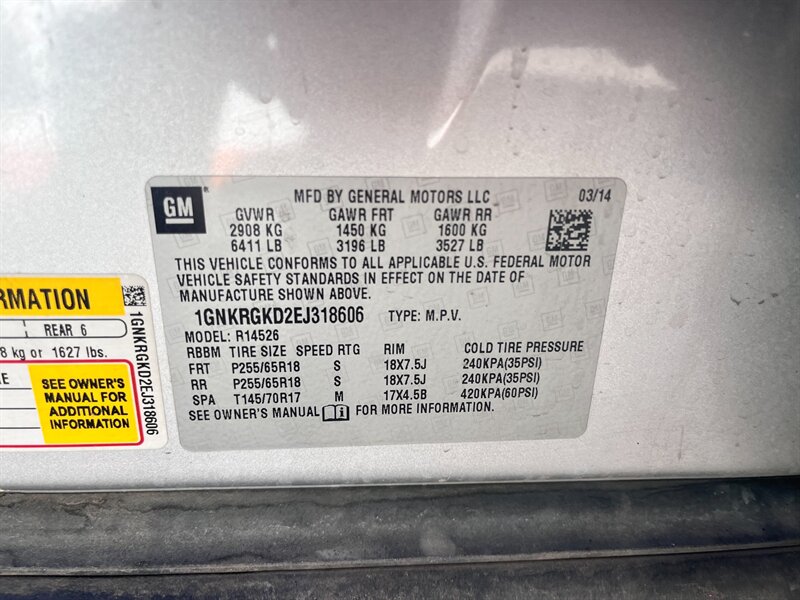 GM
MFD BY GENERAL MOTORS LLC 03/14
GVWR GAWR FRT GAWR RR
2908 KG 1450 KG 1600 KG
6411 LB 3196 LB 3527 LB
THIS VEHICLE CONFORMS TO ALL APPLICABLE U.S. FEDERAL MOTOR
VEHICLE SAFETY STANDARDS IN EFFECT ON THE DATE OF
MANUFACTURE SHOWN ABOVE.
1GNKRGKD2EJ318606 TYPE: M.P.V.
MODEL: R14526
RBBM TIRE SIZE SPEED RTG RIM COLD TIRE PRESSURE
FRT P255/65R18 S 18X7.5J 240KPA(35PSI)
RR P255/65R18 S 18X7.5J 240KPA(35PSI)
SPA T145/70R17 M 17X4.5B 420KPA(60PSI)
SEE OWNER'S MANUAL FOR MORE INFORMATION.
RMATION
REAR 6
8 kg or 1627 lbs.
SEE OWNER'S
MANUAL FOR
ADDITIONAL
INFORMATION
1GNKRGKD2EJ318606